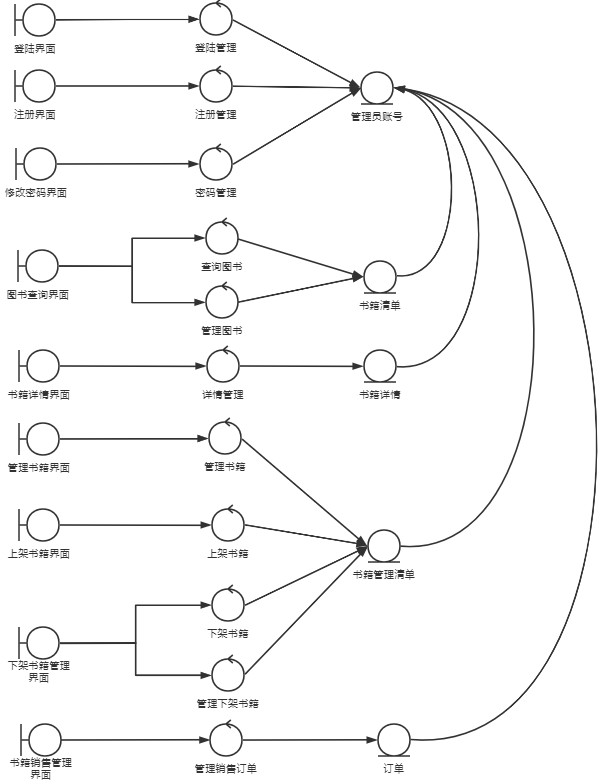 登陆界面
登陆管理
注册界面
注册管理
管理员账号
修改密码界面
密码管理
图书查询界面
查询图书
管理图书
书籍清单
书籍详情界面
详情管理
书籍详情
管理书籍界面
管理书籍
上架书籍界面
上架书籍
书籍管理清单
下架书籍管理
界面
下架书籍
管理下架书籍
书籍销售管理
界面
管理销售订单
订单